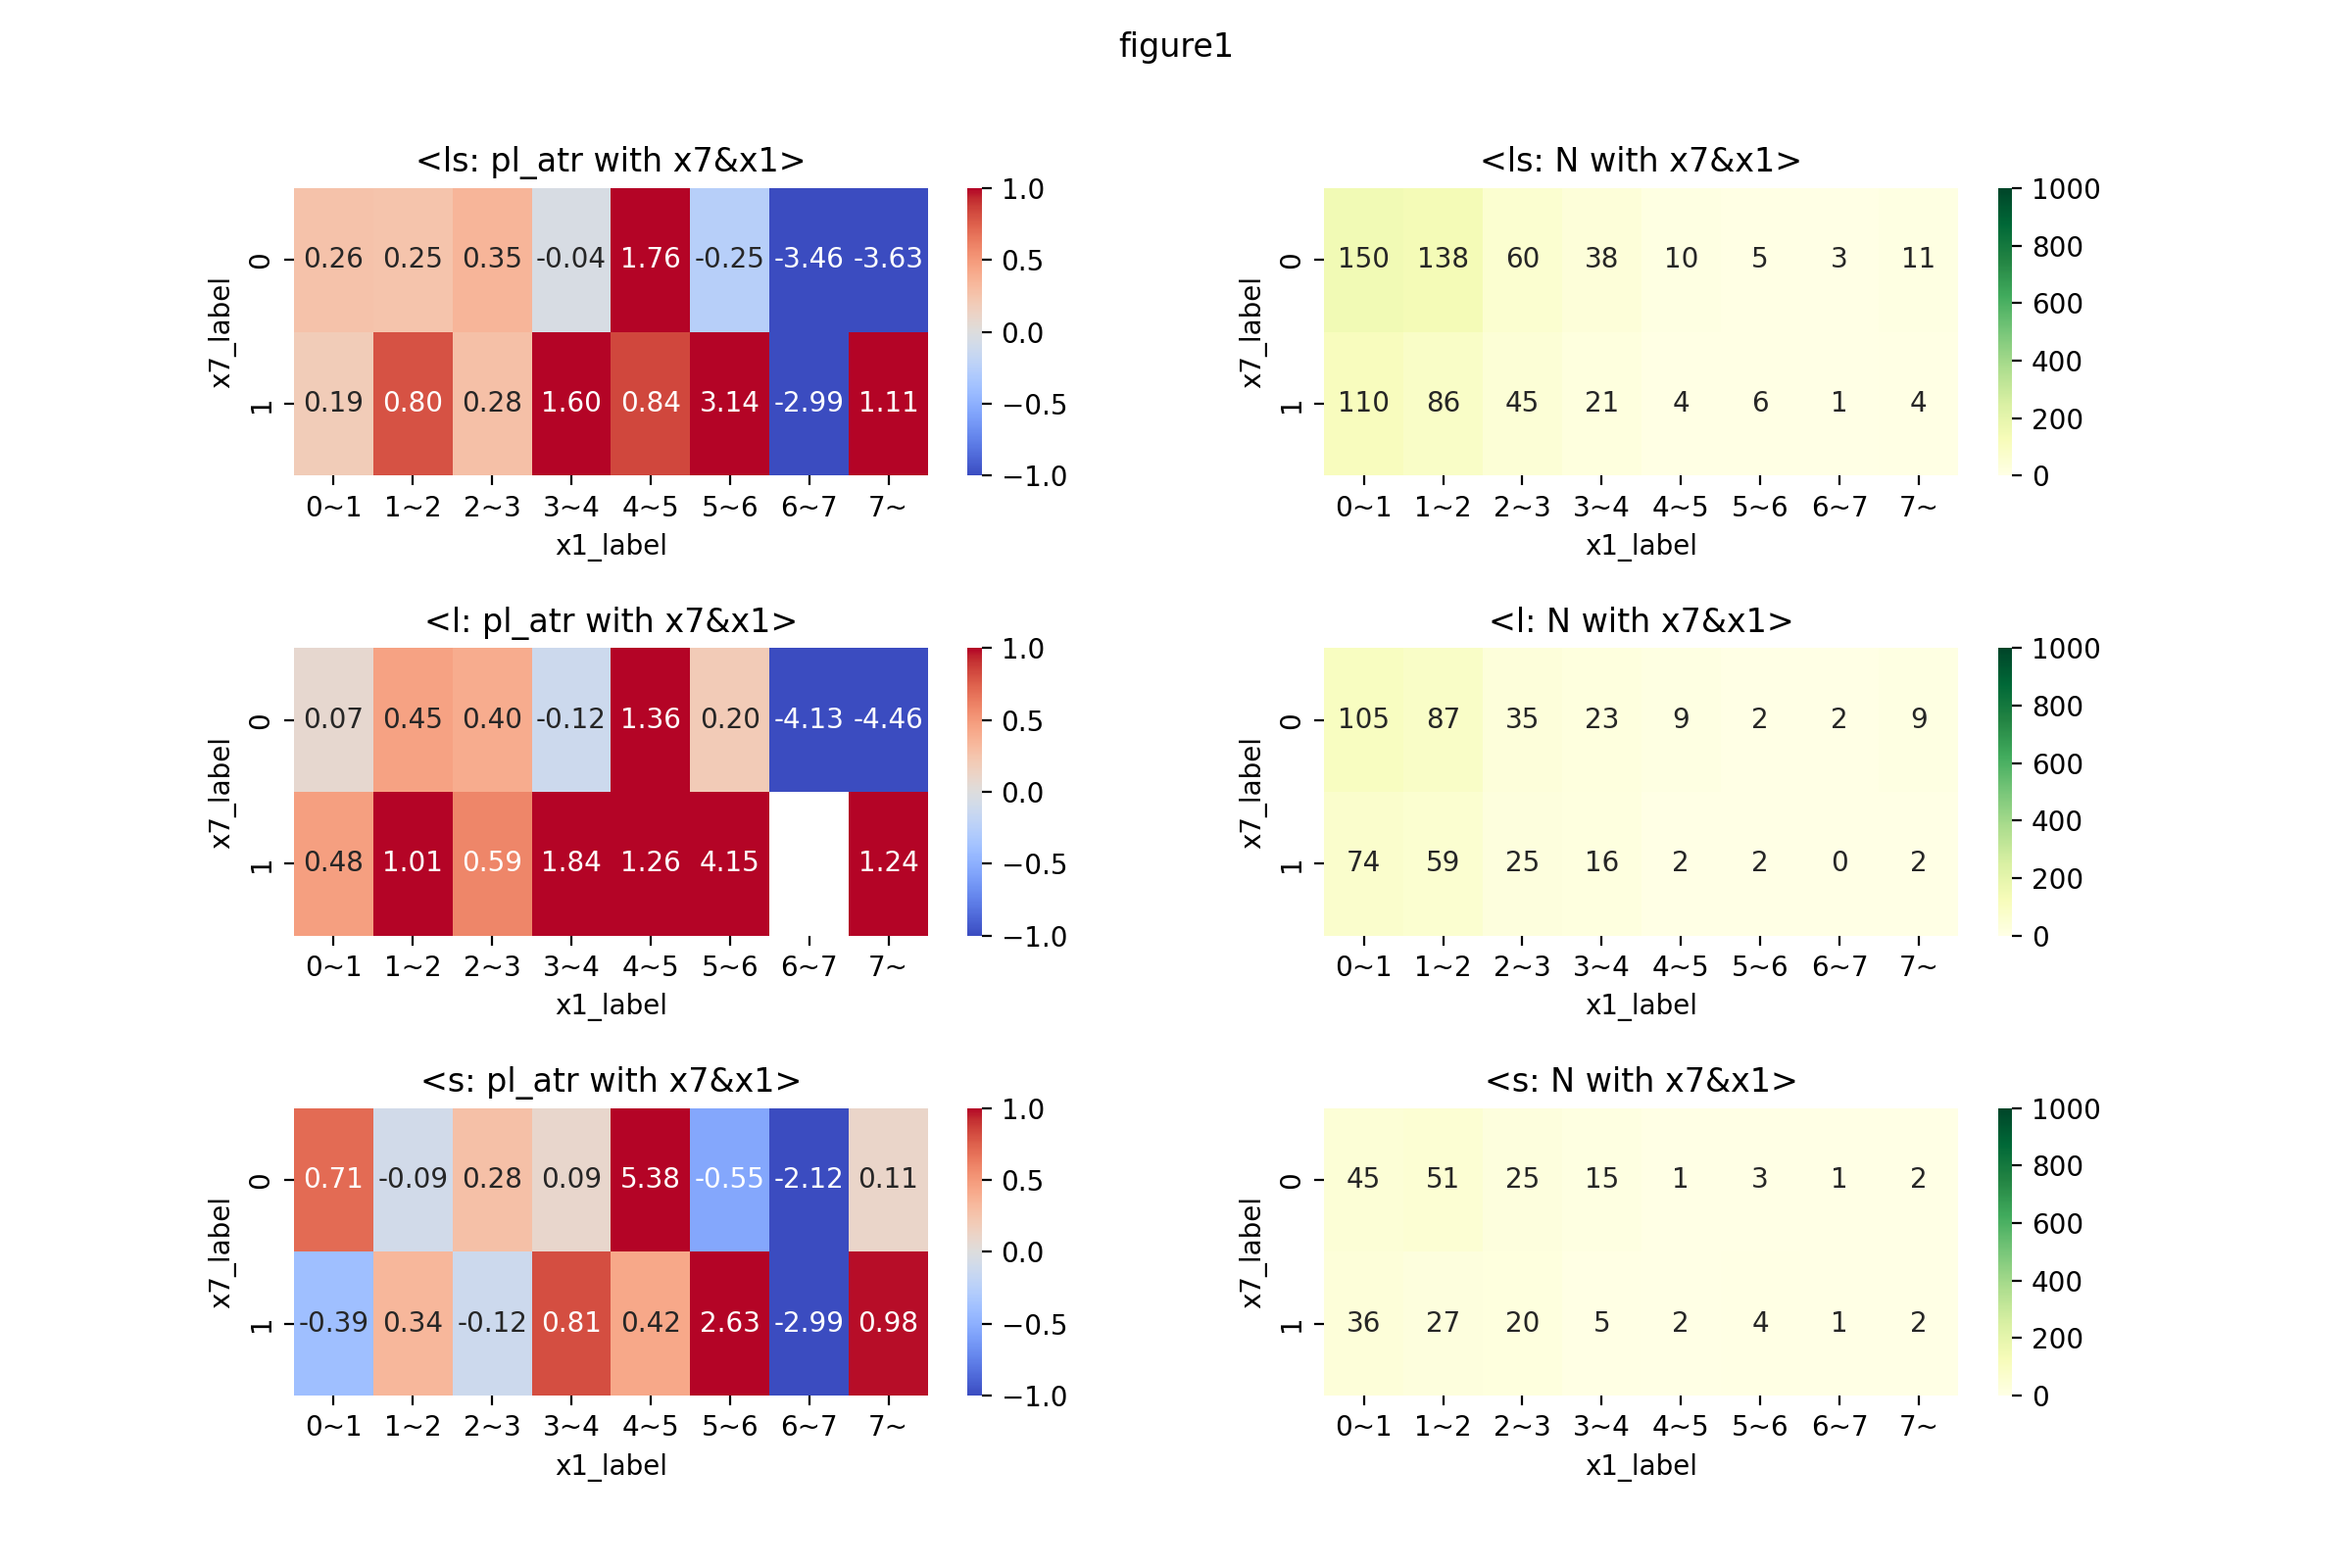 figure1
<ls: pl_atr with x7&x1>
x7_label
0 0.26 0.25 0.35 -0.04 1.76 -0.25 -3.46 -3.63
1 0.19 0.80 0.28 1.60 0.84 3.14 -2.99 1.11
0~1 1~2 2~3 3~4 4~5 5~6 6~7 7~
x1_label
1.0
0.5
0.0
−0.5
−1.0
<ls: N with x7&x1>
x7_label
0 150 138 60 38 10 5 3 11
1 110 86 45 21 4 6 1 4
0~1 1~2 2~3 3~4 4~5 5~6 6~7 7~
x1_label
1000
800
600
400
200
0
<l: pl_atr with x7&x1>
x7_label
0 0.07 0.45 0.40 -0.12 1.36 0.20 -4.13 -4.46
1 0.48 1.01 0.59 1.84 1.26 4.15 1.24
0~1 1~2 2~3 3~4 4~5 5~6 6~7 7~
x1_label
1.0
0.5
0.0
−0.5
−1.0
<l: N with x7&x1>
x7_label
0 105 87 35 23 9 2 2 9
1 74 59 25 16 2 2 0 2
0~1 1~2 2~3 3~4 4~5 5~6 6~7 7~
x1_label
1000
800
600
400
200
0
<s: pl_atr with x7&x1>
x7_label
0 0.71 -0.09 0.28 0.09 5.38 -0.55 -2.12 0.11
1 -0.39 0.34 -0.12 0.81 0.42 2.63 -2.99 0.98
0~1 1~2 2~3 3~4 4~5 5~6 6~7 7~
x1_label
1.0
0.5
0.0
−0.5
−1.0
<s: N with x7&x1>
x7_label
0 45 51 25 15 1 3 1 2
1 36 27 20 5 2 4 1 2
0~1 1~2 2~3 3~4 4~5 5~6 6~7 7~
x1_label
1000
800
600
400
200
0